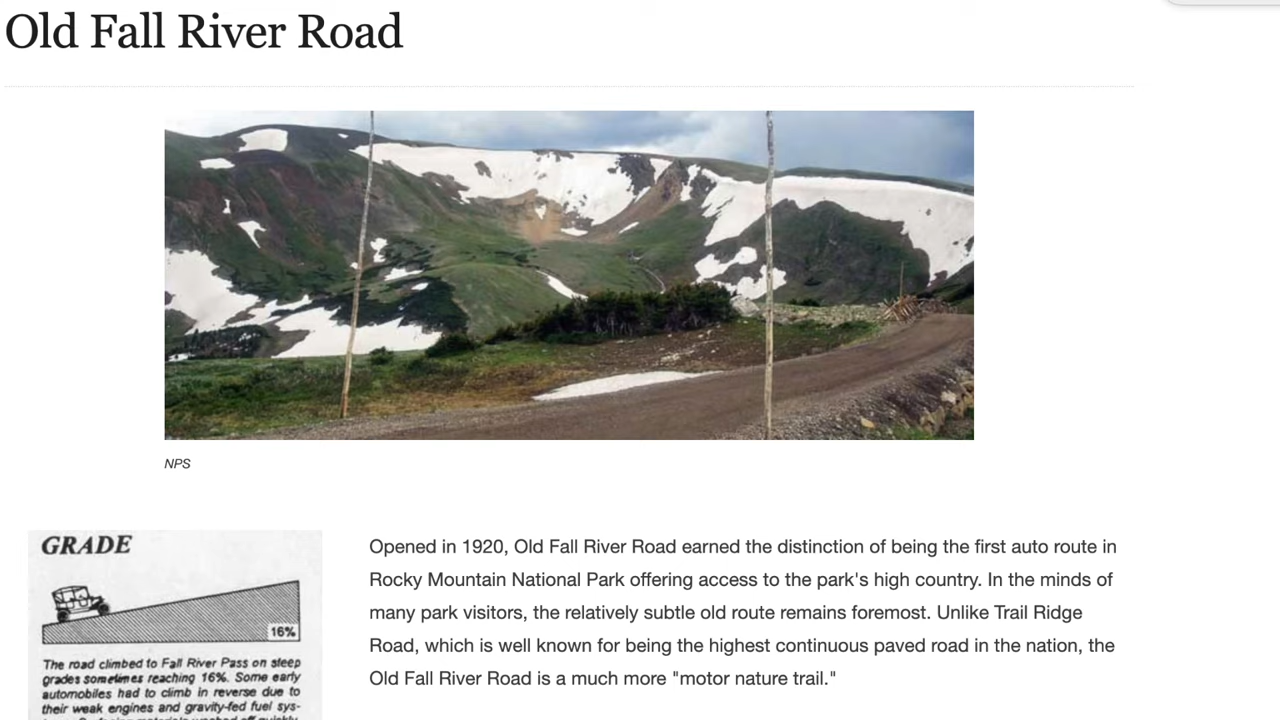 Old Fall River Road
NPS
GRADE
16%
The road climbed to Fall River Pass on steep
grades sometimes reaching 16%. Some early
automobiles had to climb in reverse due to
their weak engines and gravity-fed fuel sys-
Opened in 1920, Old Fall River Road earned the distinction of being the first auto route in
Rocky Mountain National Park offering access to the park's high country. In the minds of
many park visitors, the relatively subtle old route remains foremost. Unlike Trail Ridge
Road, which is well known for being the highest continuous paved road in the nation, the
Old Fall River Road is a much more "motor nature trail."